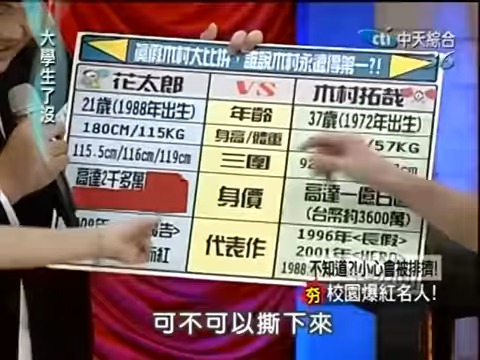 大學生了沒
cti 中天綜合
36
真假木村大比拚,誰說木村永遠得第一?!
花太郎 VS 木村拓哉
21歲(1988年出生) 年齡 37歲(1972年出生)
180CM/115KG 身高/體重 /57KG
115.5cm/116cm/119cm 三圍 92 cm
高達2千多萬 身價 高達一億日圓
(台幣約3600萬)
代表作 1996年<長假>
2001年<HERO
1988
不知道?!小心會被排擠!
夯 校園爆紅名人!
可不可以撕下來